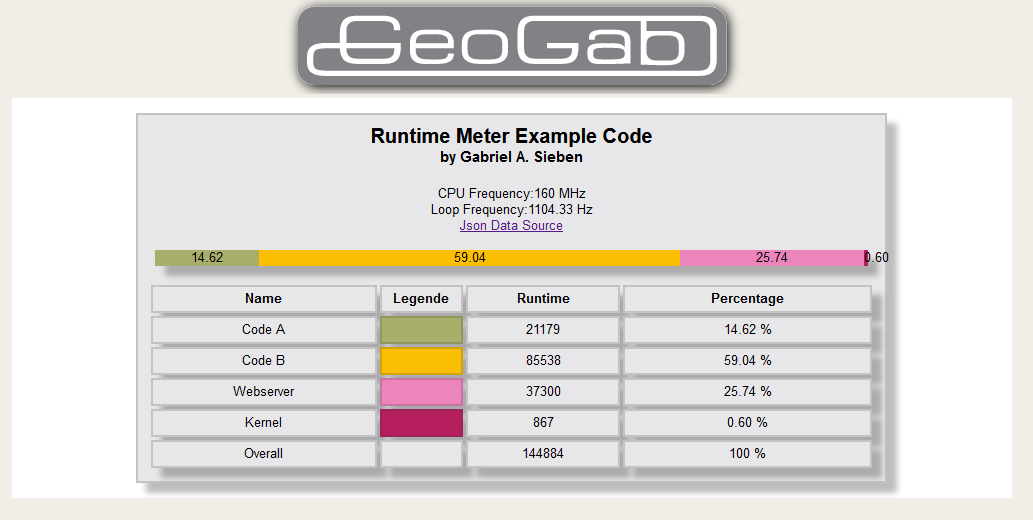 GeoGab
Runtime Meter Example Code
by Gabriel A. Sieben
CPU Frequency:160 MHz
Loop Frequency:1104.33 Hz
Json Data Source
14.62 59.04 25.74 0.60
Name Legende Runtime Percentage
Code A 21179 14.62 %
Code B 85538 59.04 %
Webserver 37300 25.74 %
Kernel 867 0.60 %
Overall 144884 100 %